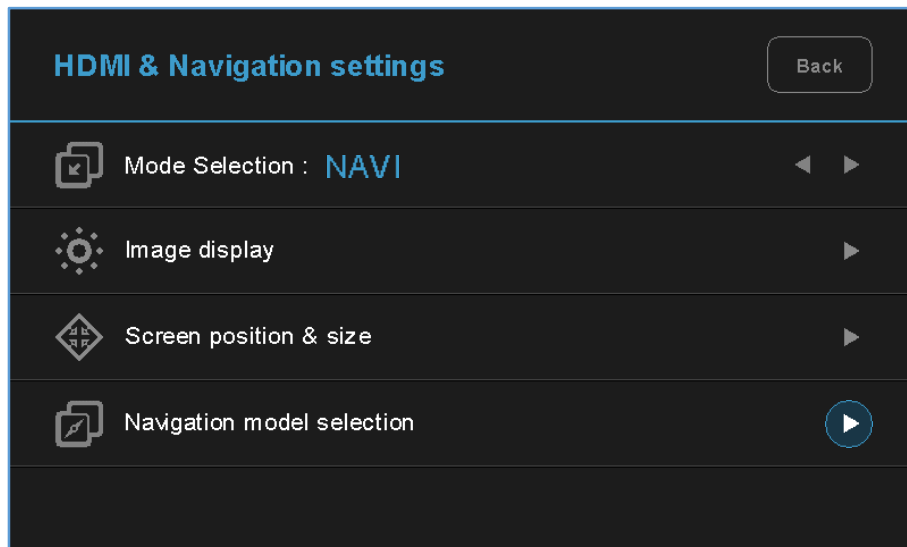 HDMI & Navigation settings
Back
Mode Selection : NAVI
Image display
Screen position & size
Navigation model selection